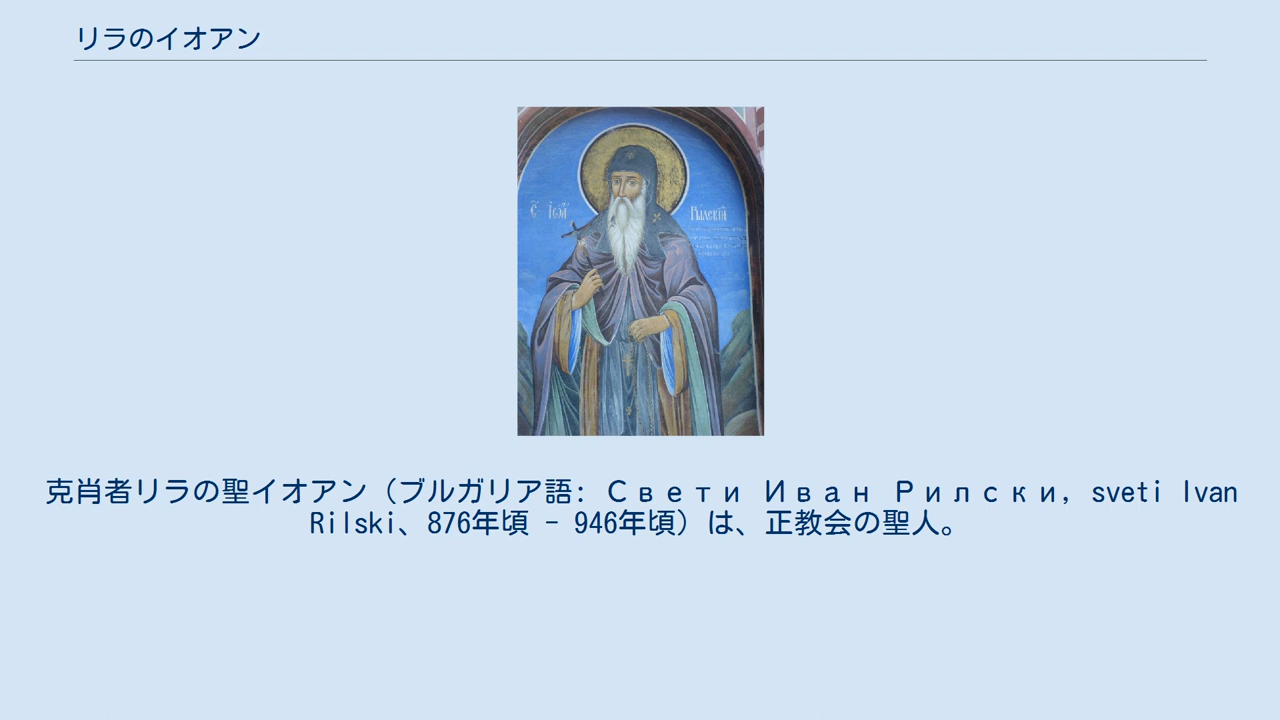 リラのイオアン
克肖者リラの聖イオアン（ブルガリア語: Свети Иван Рилски, sveti Ivan
Rilski、876年頃 – 946年頃）は、正教会の聖人。